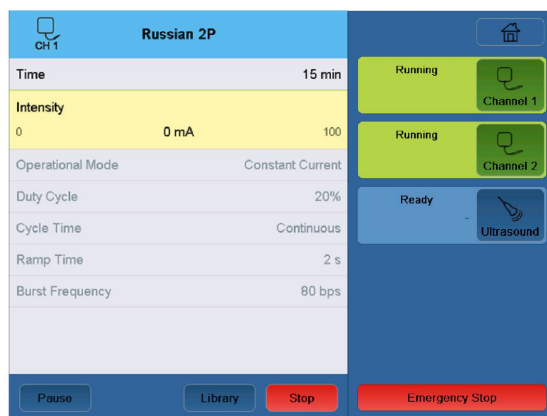 CH 1
Russian 2P
Time 15 min
Intensity
0 0 mA 100
Operational Mode Constant Current
Duty Cycle 20%
Cycle Time Continuous
Ramp Time 2 s
Burst Frequency 80 bps
Pause Library Stop
Running
Channel 1
Running
Channel 2
Ready
-
Ultrasound
Emergency Stop